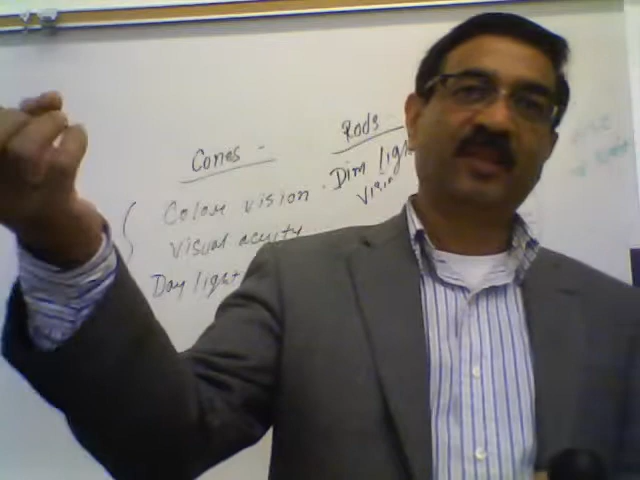 Cones -
Rods -
Color vision
Dim light
visual acuity
Day light